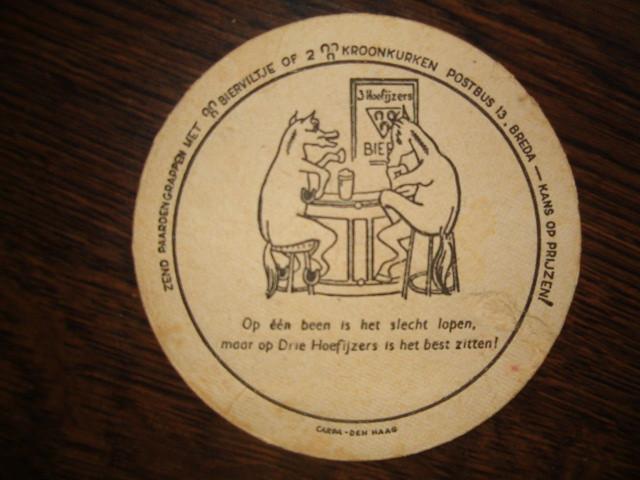 ZEND PAARDENGRAPPEN MET BIERVILTJE OF 2 KROONKURKEN POSTBUS 13, BREDA — KANS OP PRIJZEN!
3 Hoefijzers
BIER
Op één been is het slecht lopen,
maar op Drie Hoefijzers is het best zitten!
CARPA - DEN HAAG